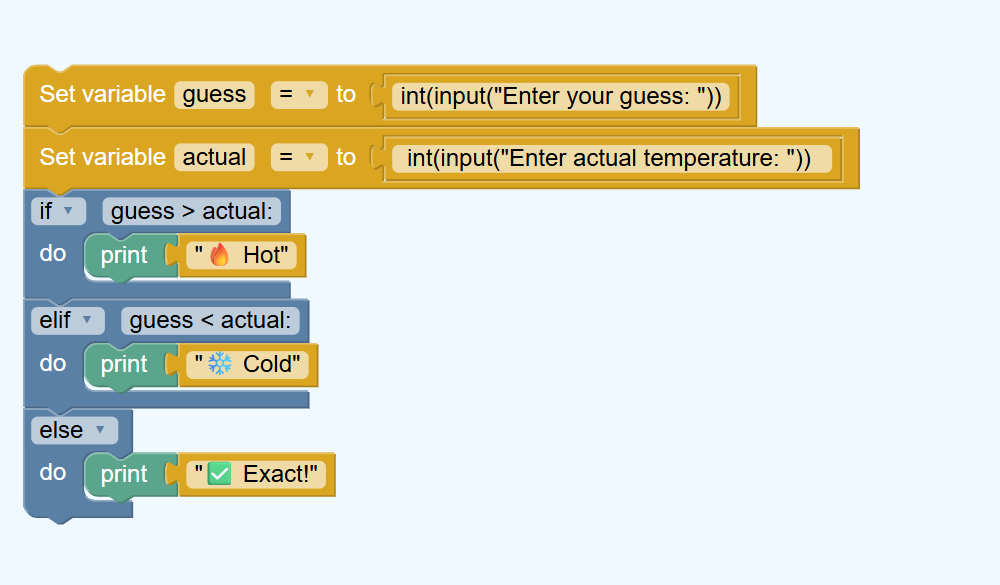 Set variable guess = ▾ to int(input("Enter your guess: "))
Set variable actual = ▾ to int(input("Enter actual temperature: "))
if ▾ guess > actual:
do print "🔥 Hot"
elif ▾ guess < actual:
do print "❄️ Cold"
else ▾
do print "✅ Exact!"